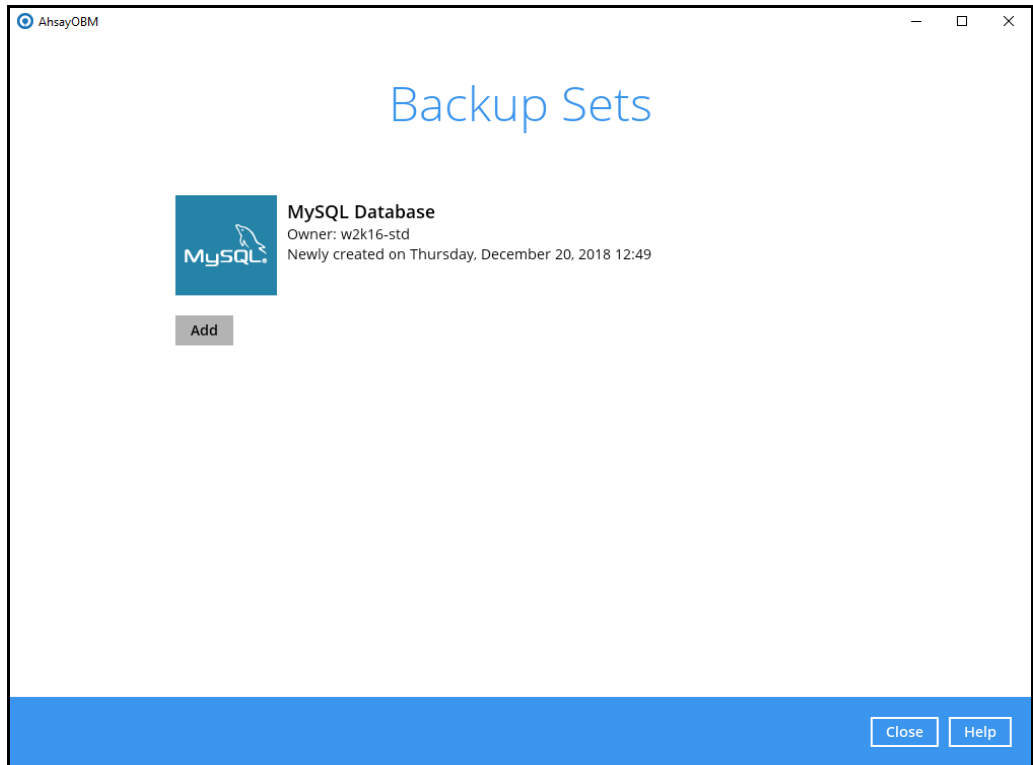 AhsayOBM
Backup Sets
MySQL Database
Owner: w2k16-std
Newly created on Thursday, December 20, 2018 12:49
MySQL.
Add
Close Help